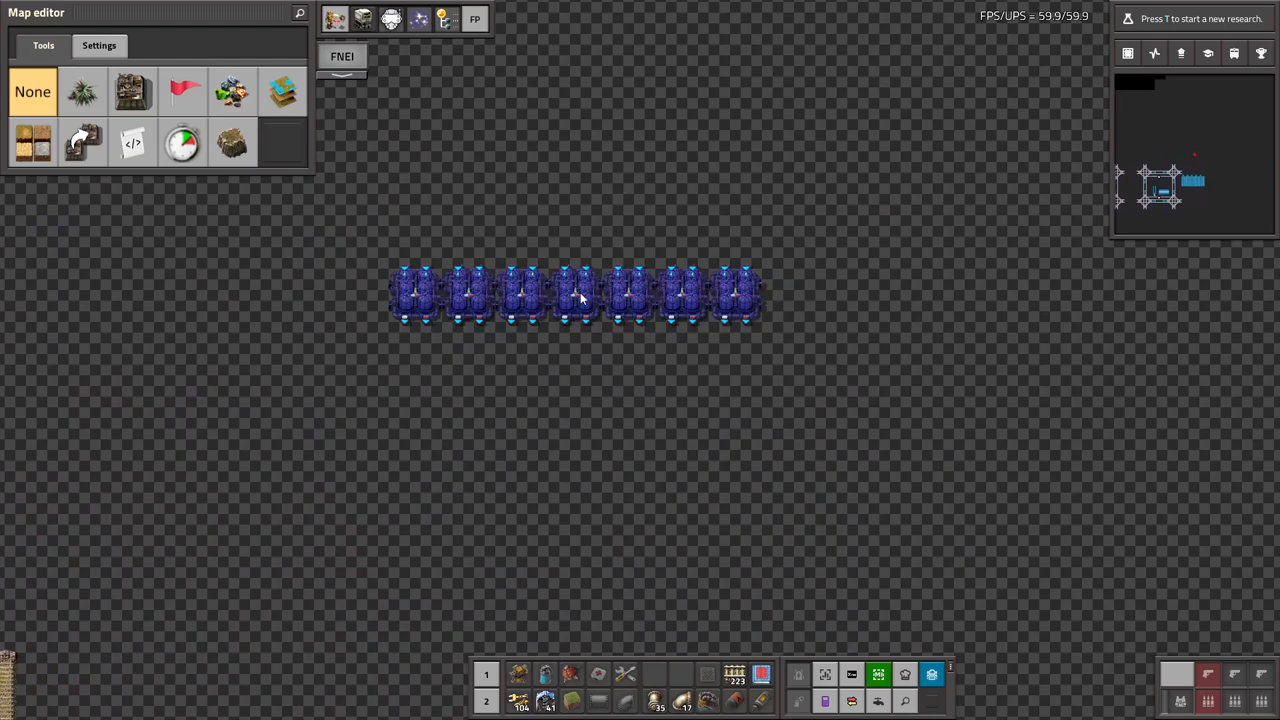 Map editor
FP
FPS/UPS = 59.9/59.9
Press T to start a new research.
Tools
Settings
FNEI
None
</>
1
223
2
104
41
35
17